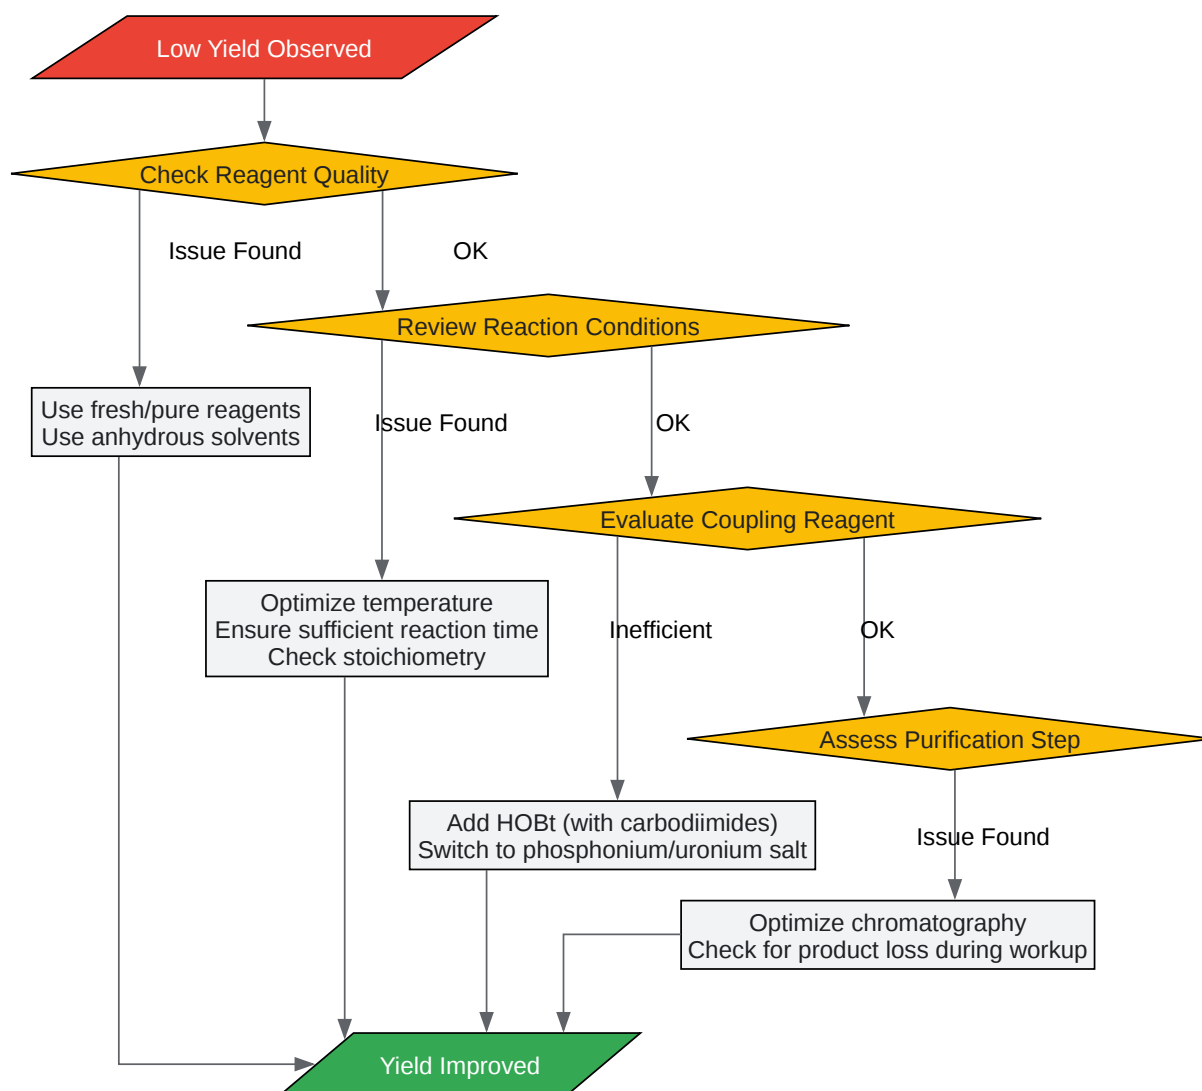 Low Yield Observed
Check Reagent Quality
Issue Found
OK
Review Reaction Conditions
Use fresh/pure reagents
Use anhydrous solvents
Issue Found
OK
Evaluate Coupling Reagent
Optimize temperature
Ensure sufficient reaction time
Check stoichiometry
Inefficient
OK
Assess Purification Step
Add HOBt (with carbodiimides)
Switch to phosphonium/uronium salt
Issue Found
Optimize chromatography
Check for product loss during workup
Yield Improved